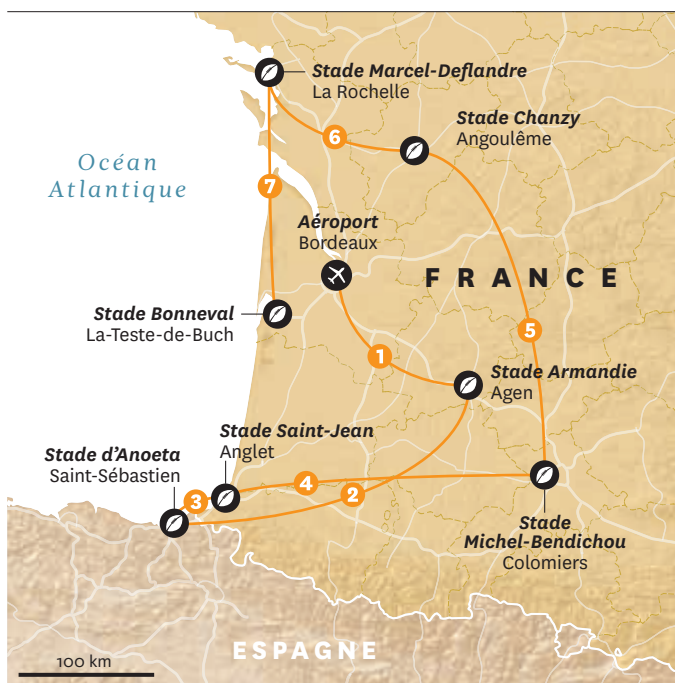 Stade Marcel-Deflandre
La Rochelle
Stade Chanzy
Angoulême
6
Océan
Atlantique
7
Aéroport
Bordeaux
FRANCE
Stade Bonneval
La-Teste-de-Buch
5
1
Stade Armandie
Agen
Stade Saint-Jean
Anglet
Stade d'Anoeta
Saint-Sébastien
4
3
2
Stade
Michel-Bendichou
Colomiers
ESPAGNE
100 km